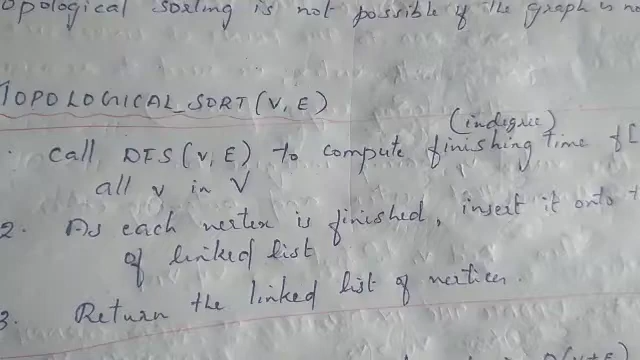 opological sorting is not possible if the graph is no
TOPOLOGICAL_SORT(V, E)
(indegree)
Call DFS(V, E) to compute finishing time f[
all v in V
2. As each vertex is finished, insert it onto t
of linked list
3. Return the linked list of vertices.
O(V+E)